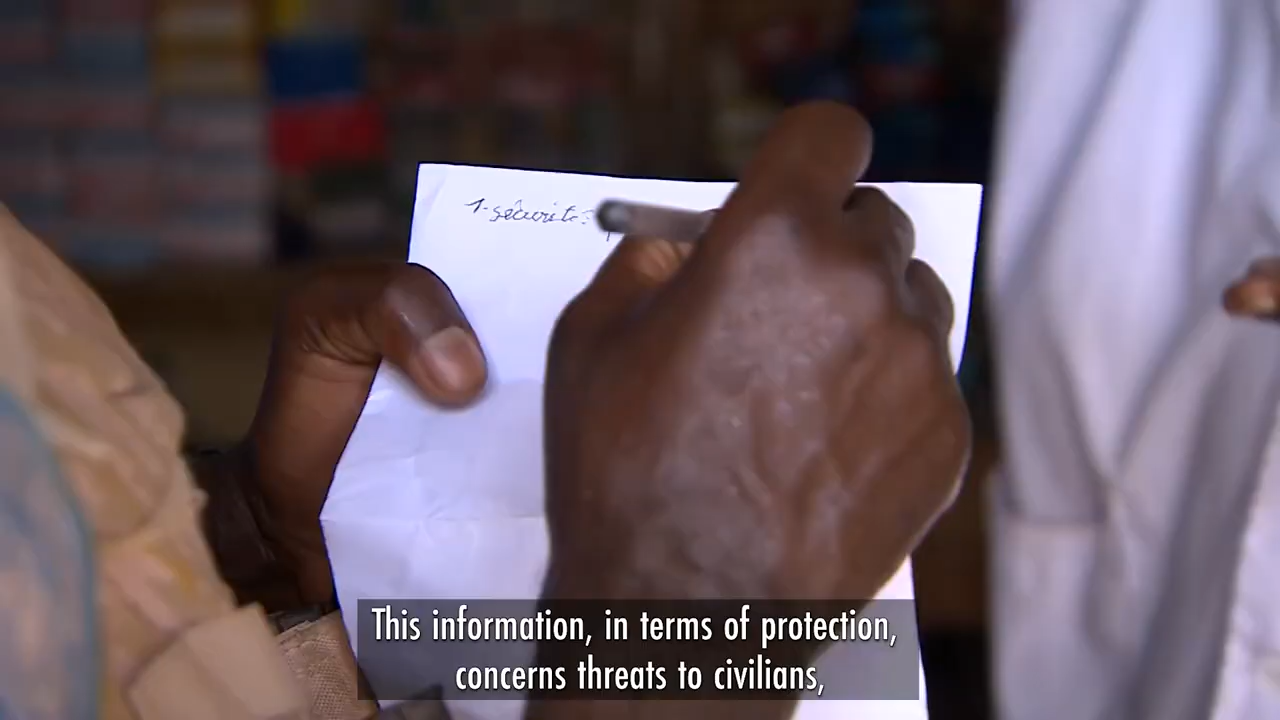 1-sécurité
This information, in terms of protection,
concerns threats to civilians,